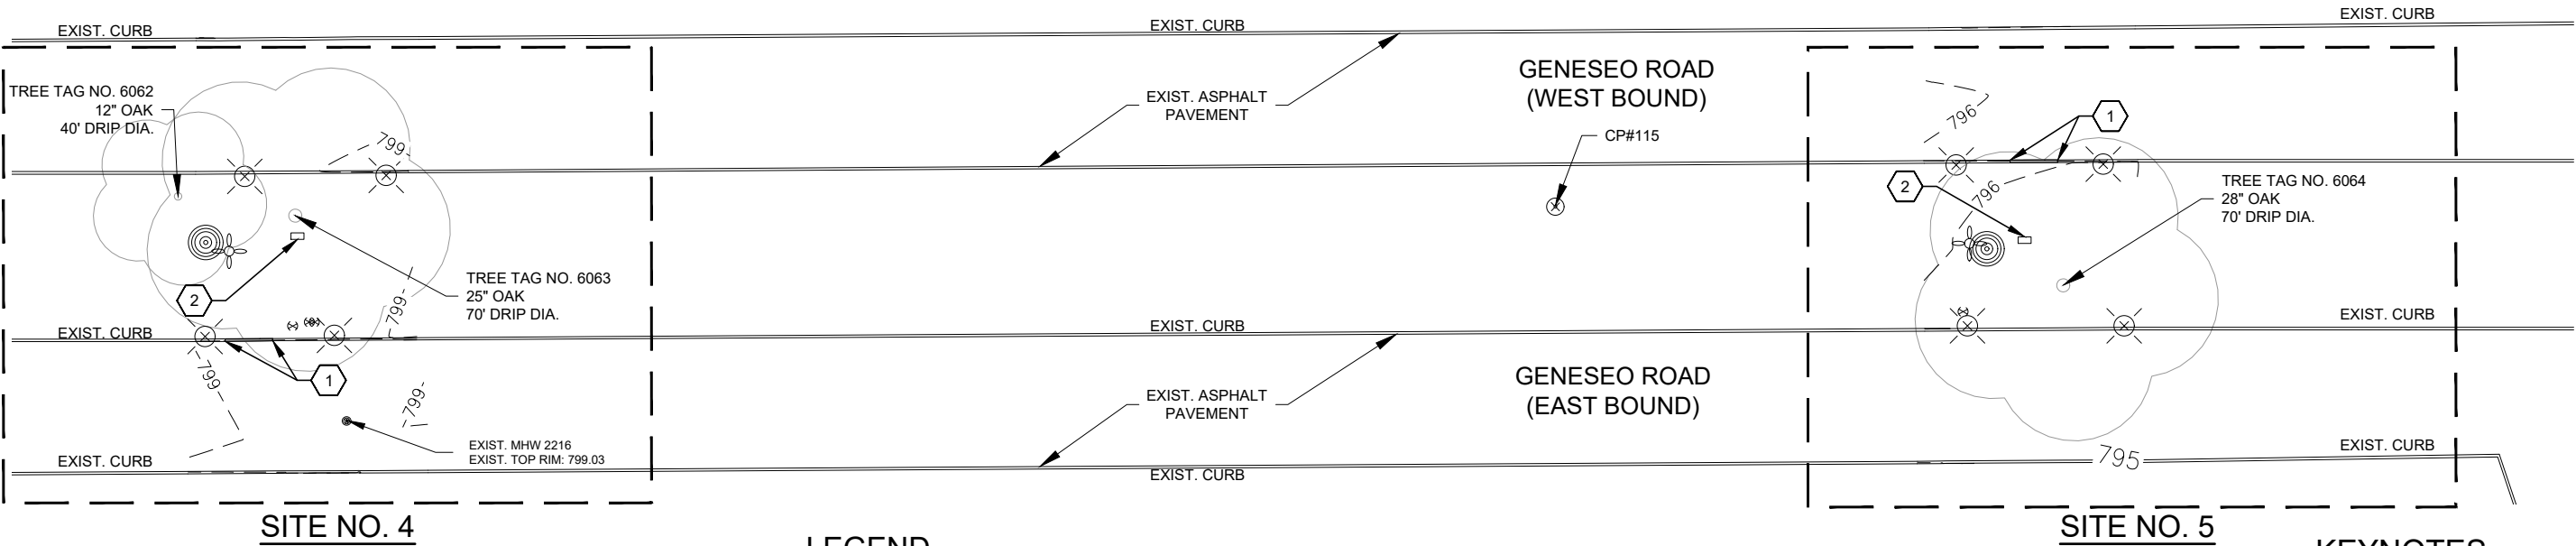 EXIST. CURB
EXIST. CURB
EXIST. CURB
TREE TAG NO. 6062
12" OAK
40' DRIP DIA.
799
EXIST. ASPHALT
PAVEMENT
GENESEO ROAD
(WEST BOUND)
CP#115
796
1
2
796
TREE TAG NO. 6064
28" OAK
70' DRIP DIA.
TREE TAG NO. 6063
25" OAK
70' DRIP DIA.
2
799
EXIST. CURB
EXIST. CURB
EXIST. CURB
1
799
799
EXIST. ASPHALT
PAVEMENT
GENESEO ROAD
(EAST BOUND)
EXIST. MHW 2216
EXIST. TOP RIM: 799.03
EXIST. CURB
EXIST. CURB
795
EXIST. CURB
SITE NO. 4
SITE NO. 5
LEGEND
KEYNOTES